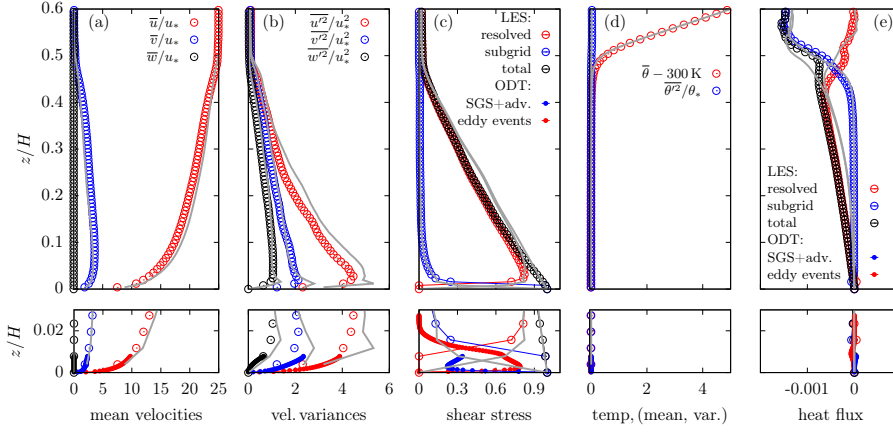 (a)
u̅/u*
v̅/u*
w̅/u*
(b)
u′²/u*²
v′²/u*²
w′²/u*²
(c)
LES:
resolved
subgrid
total
ODT:
SGS+adv.
eddy events
(d)
θ̅ − 300 K
θ′²/θ*
(e)
LES:
resolved
subgrid
total
ODT:
SGS+adv.
eddy events
z/H
0.6
0.5
0.4
0.3
0.2
0.1
0
z/H
0.02
0
0 5 10 15 20 25
0 2 4 6
0 0.3 0.6 0.9
0 2 4
-0.001 0
mean velocities
vel. variances
shear stress
temp, (mean, var.)
heat flux